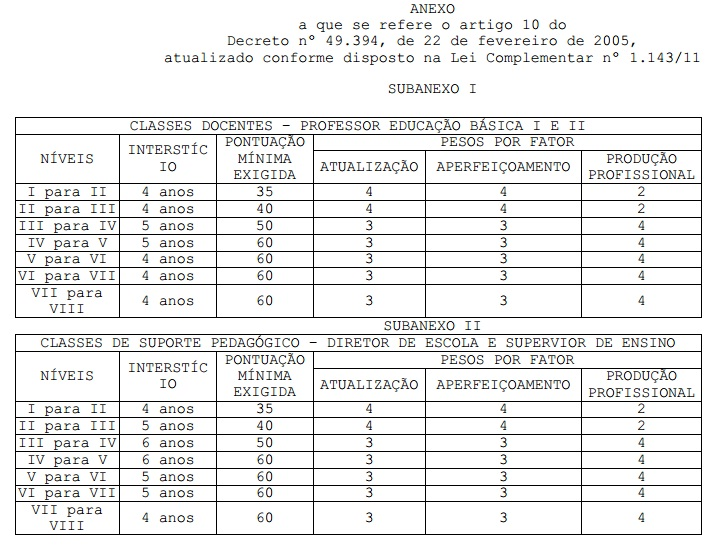 ANEXO
a que se refere o artigo 10 do
Decreto nº 49.394, de 22 de fevereiro de 2005,
atualizado conforme disposto na Lei Complementar nº 1.143/11
SUBANEXO I
CLASSES DOCENTES – PROFESSOR EDUCAÇÃO BÁSICA I E II
NÍVEIS INTERSTÍC IO PONTUAÇÃO MÍNIMA EXIGIDA PESOS POR FATOR
ATUALIZAÇÃO APERFEIÇOAMENTO PRODUÇÃO PROFISSIONAL
I para II 4 anos 35 4 4 2
II para III 4 anos 40 4 4 2
III para IV 5 anos 50 3 3 4
IV para V 5 anos 60 3 3 4
V para VI 4 anos 60 3 3 4
VI para VII 4 anos 60 3 3 4
VII para VIII 4 anos 60 3 3 4
SUBANEXO II
CLASSES DE SUPORTE PEDAGÓGICO – DIRETOR DE ESCOLA E SUPERVIOR DE ENSINO
NÍVEIS INTERSTÍC IO PONTUAÇÃO MÍNIMA EXIGIDA PESOS POR FATOR
ATUALIZAÇÃO APERFEIÇOAMENTO PRODUÇÃO PROFISSIONAL
I para II 4 anos 35 4 4 2
II para III 5 anos 40 4 4 2
III para IV 6 anos 50 3 3 4
IV para V 6 anos 60 3 3 4
V para VI 5 anos 60 3 3 4
VI para VII 5 anos 60 3 3 4
VII para VIII 4 anos 60 3 3 4